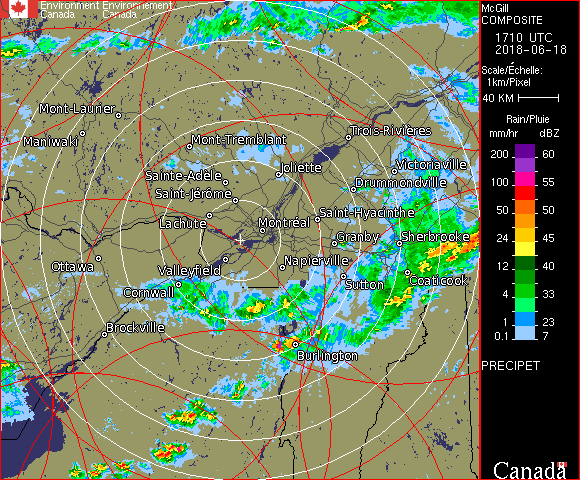 Environment Environnement
Canada Canada
McGill
COMPOSITE
1710 UTC
2018-06-18
Scale/Échelle:
1km/Pixel
40 KM
Rain/Pluie
mm/hr dBZ
200 60
100 55
50 50
24 45
12 40
4 33
1 23
0.1 7
PRECIPET
Canada
Mont-Laurier
Maniwaki
Mont-Tremblant
Trois-Rivières
Joliette
Victoriaville
Sainte-Adèle
Drummondville
Saint-Jérôme
Lachute
Saint-Hyacinthe
Montréal
Granby
Sherbrooke
Ottawa
Valleyfield
Napierville
Sutton
Coaticook
Cornwall
Brockville
Burlington